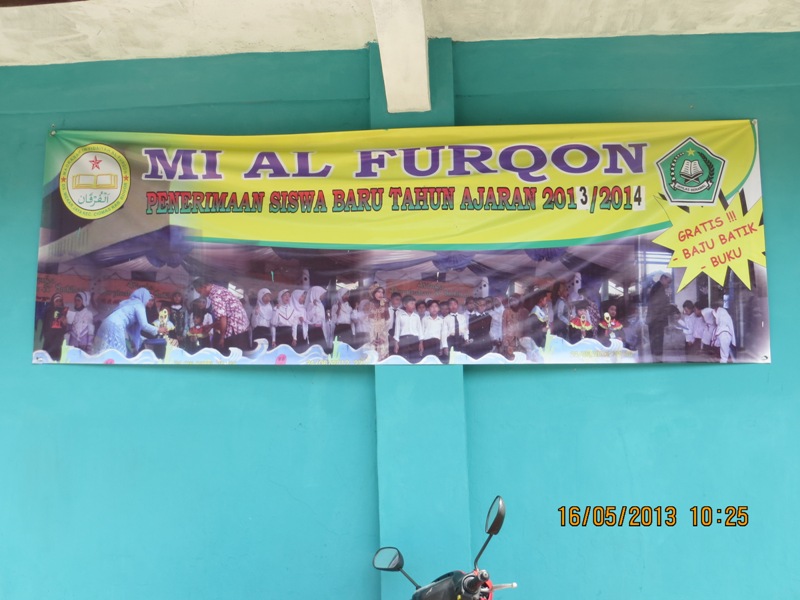 MI AL FURQON
PENERIMAAN SISWA BARU TAHUN AJARAN 2013/2014
GRATIS !!!
- BAJU BATIK
- BUKU
الفرقان
16/05/2013 10:25